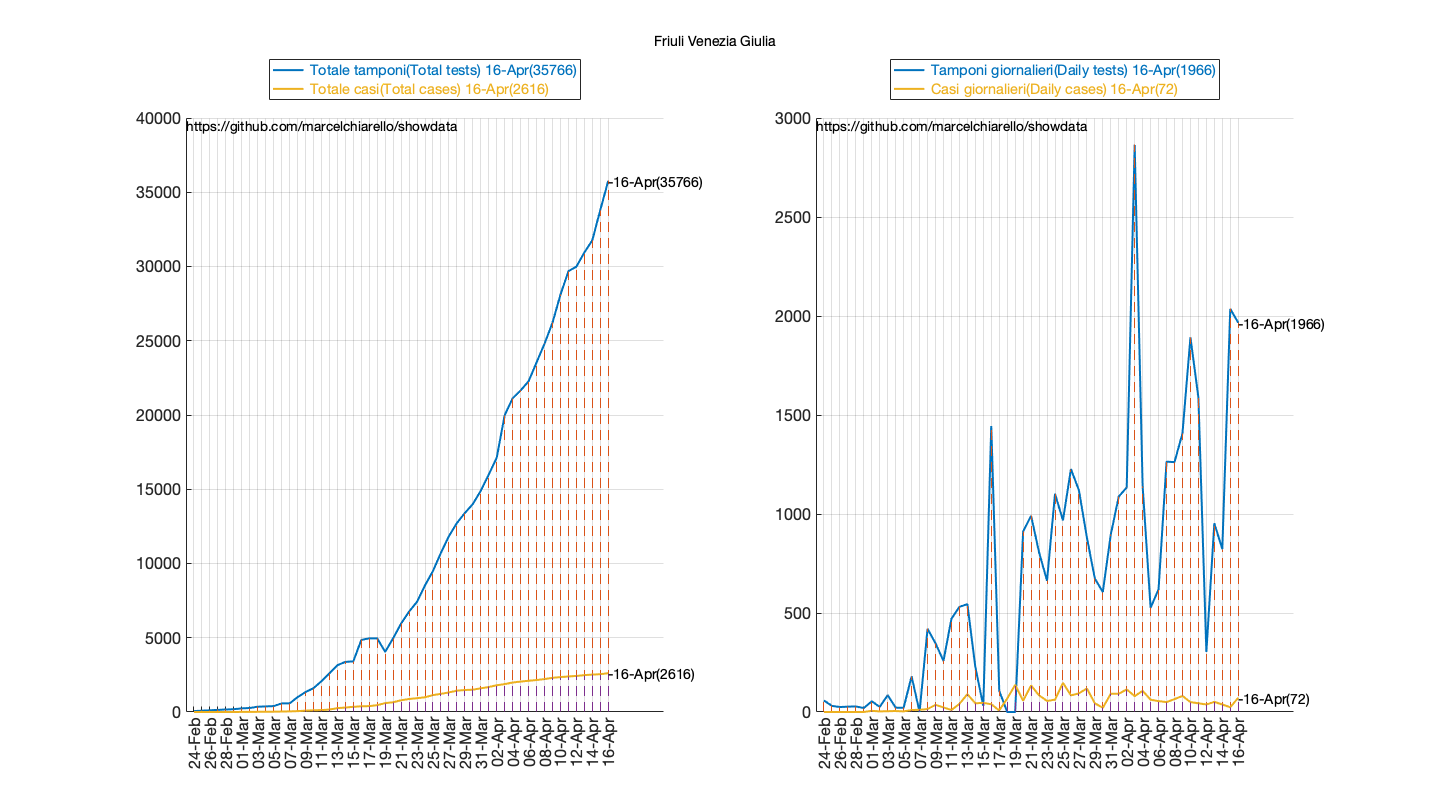 Friuli Venezia Giulia
Totale tamponi(Total tests) 16-Apr(35766)
Totale casi(Total cases) 16-Apr(2616)
40000
https://github.com/marcelchiarello/showdata
35000
30000
25000
20000
15000
10000
5000
0
16-Apr(35766)
16-Apr(2616)
24-Feb
26-Feb
28-Feb
01-Mar
03-Mar
05-Mar
07-Mar
09-Mar
11-Mar
13-Mar
15-Mar
17-Mar
19-Mar
21-Mar
23-Mar
25-Mar
27-Mar
29-Mar
31-Mar
02-Apr
04-Apr
06-Apr
08-Apr
10-Apr
12-Apr
14-Apr
16-Apr
Tamponi giornalieri(Daily tests) 16-Apr(1966)
Casi giornalieri(Daily cases) 16-Apr(72)
3000
https://github.com/marcelchiarello/showdata
2500
2000
1500
1000
500
0
16-Apr(1966)
16-Apr(72)
24-Feb
26-Feb
28-Feb
01-Mar
03-Mar
05-Mar
07-Mar
09-Mar
11-Mar
13-Mar
15-Mar
17-Mar
19-Mar
21-Mar
23-Mar
25-Mar
27-Mar
29-Mar
31-Mar
02-Apr
04-Apr
06-Apr
08-Apr
10-Apr
12-Apr
14-Apr
16-Apr